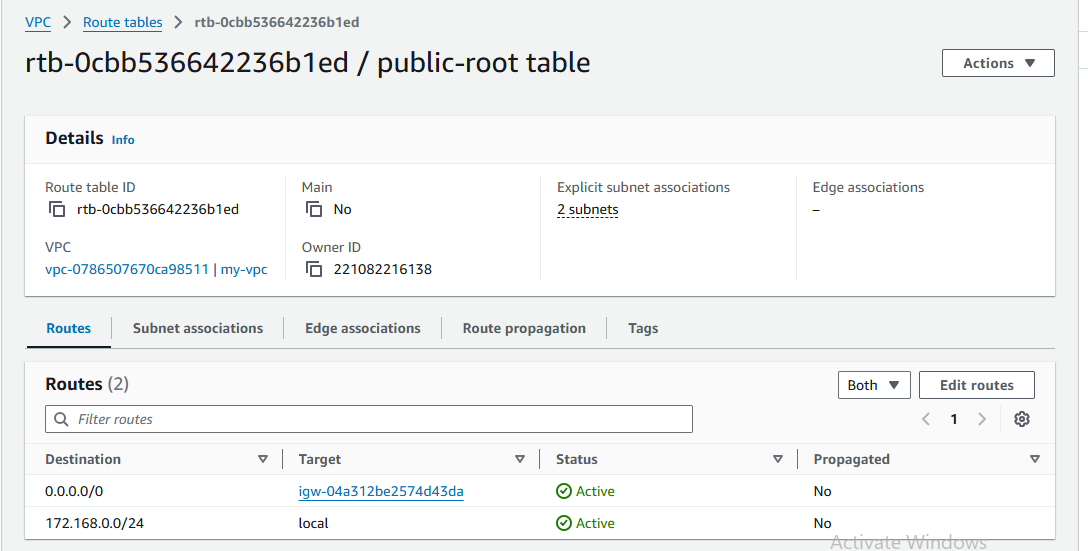 VPC > Route tables > rtb-0cbb536642236b1ed
rtb-0cbb536642236b1ed / public-root table
Actions
Details Info
Route table ID
rtb-0cbb536642236b1ed
Main
No
Explicit subnet associations
2 subnets
Edge associations
–
VPC
vpc-0786507670ca98511 | my-vpc
Owner ID
221082216138
Routes Subnet associations Edge associations Route propagation Tags
Routes (2)
Both
Edit routes
Filter routes
1
Destination Target Status Propagated
0.0.0.0/0 igw-04a312be2574d43da Active No
172.168.0.0/24 local Active No
Activate Windows